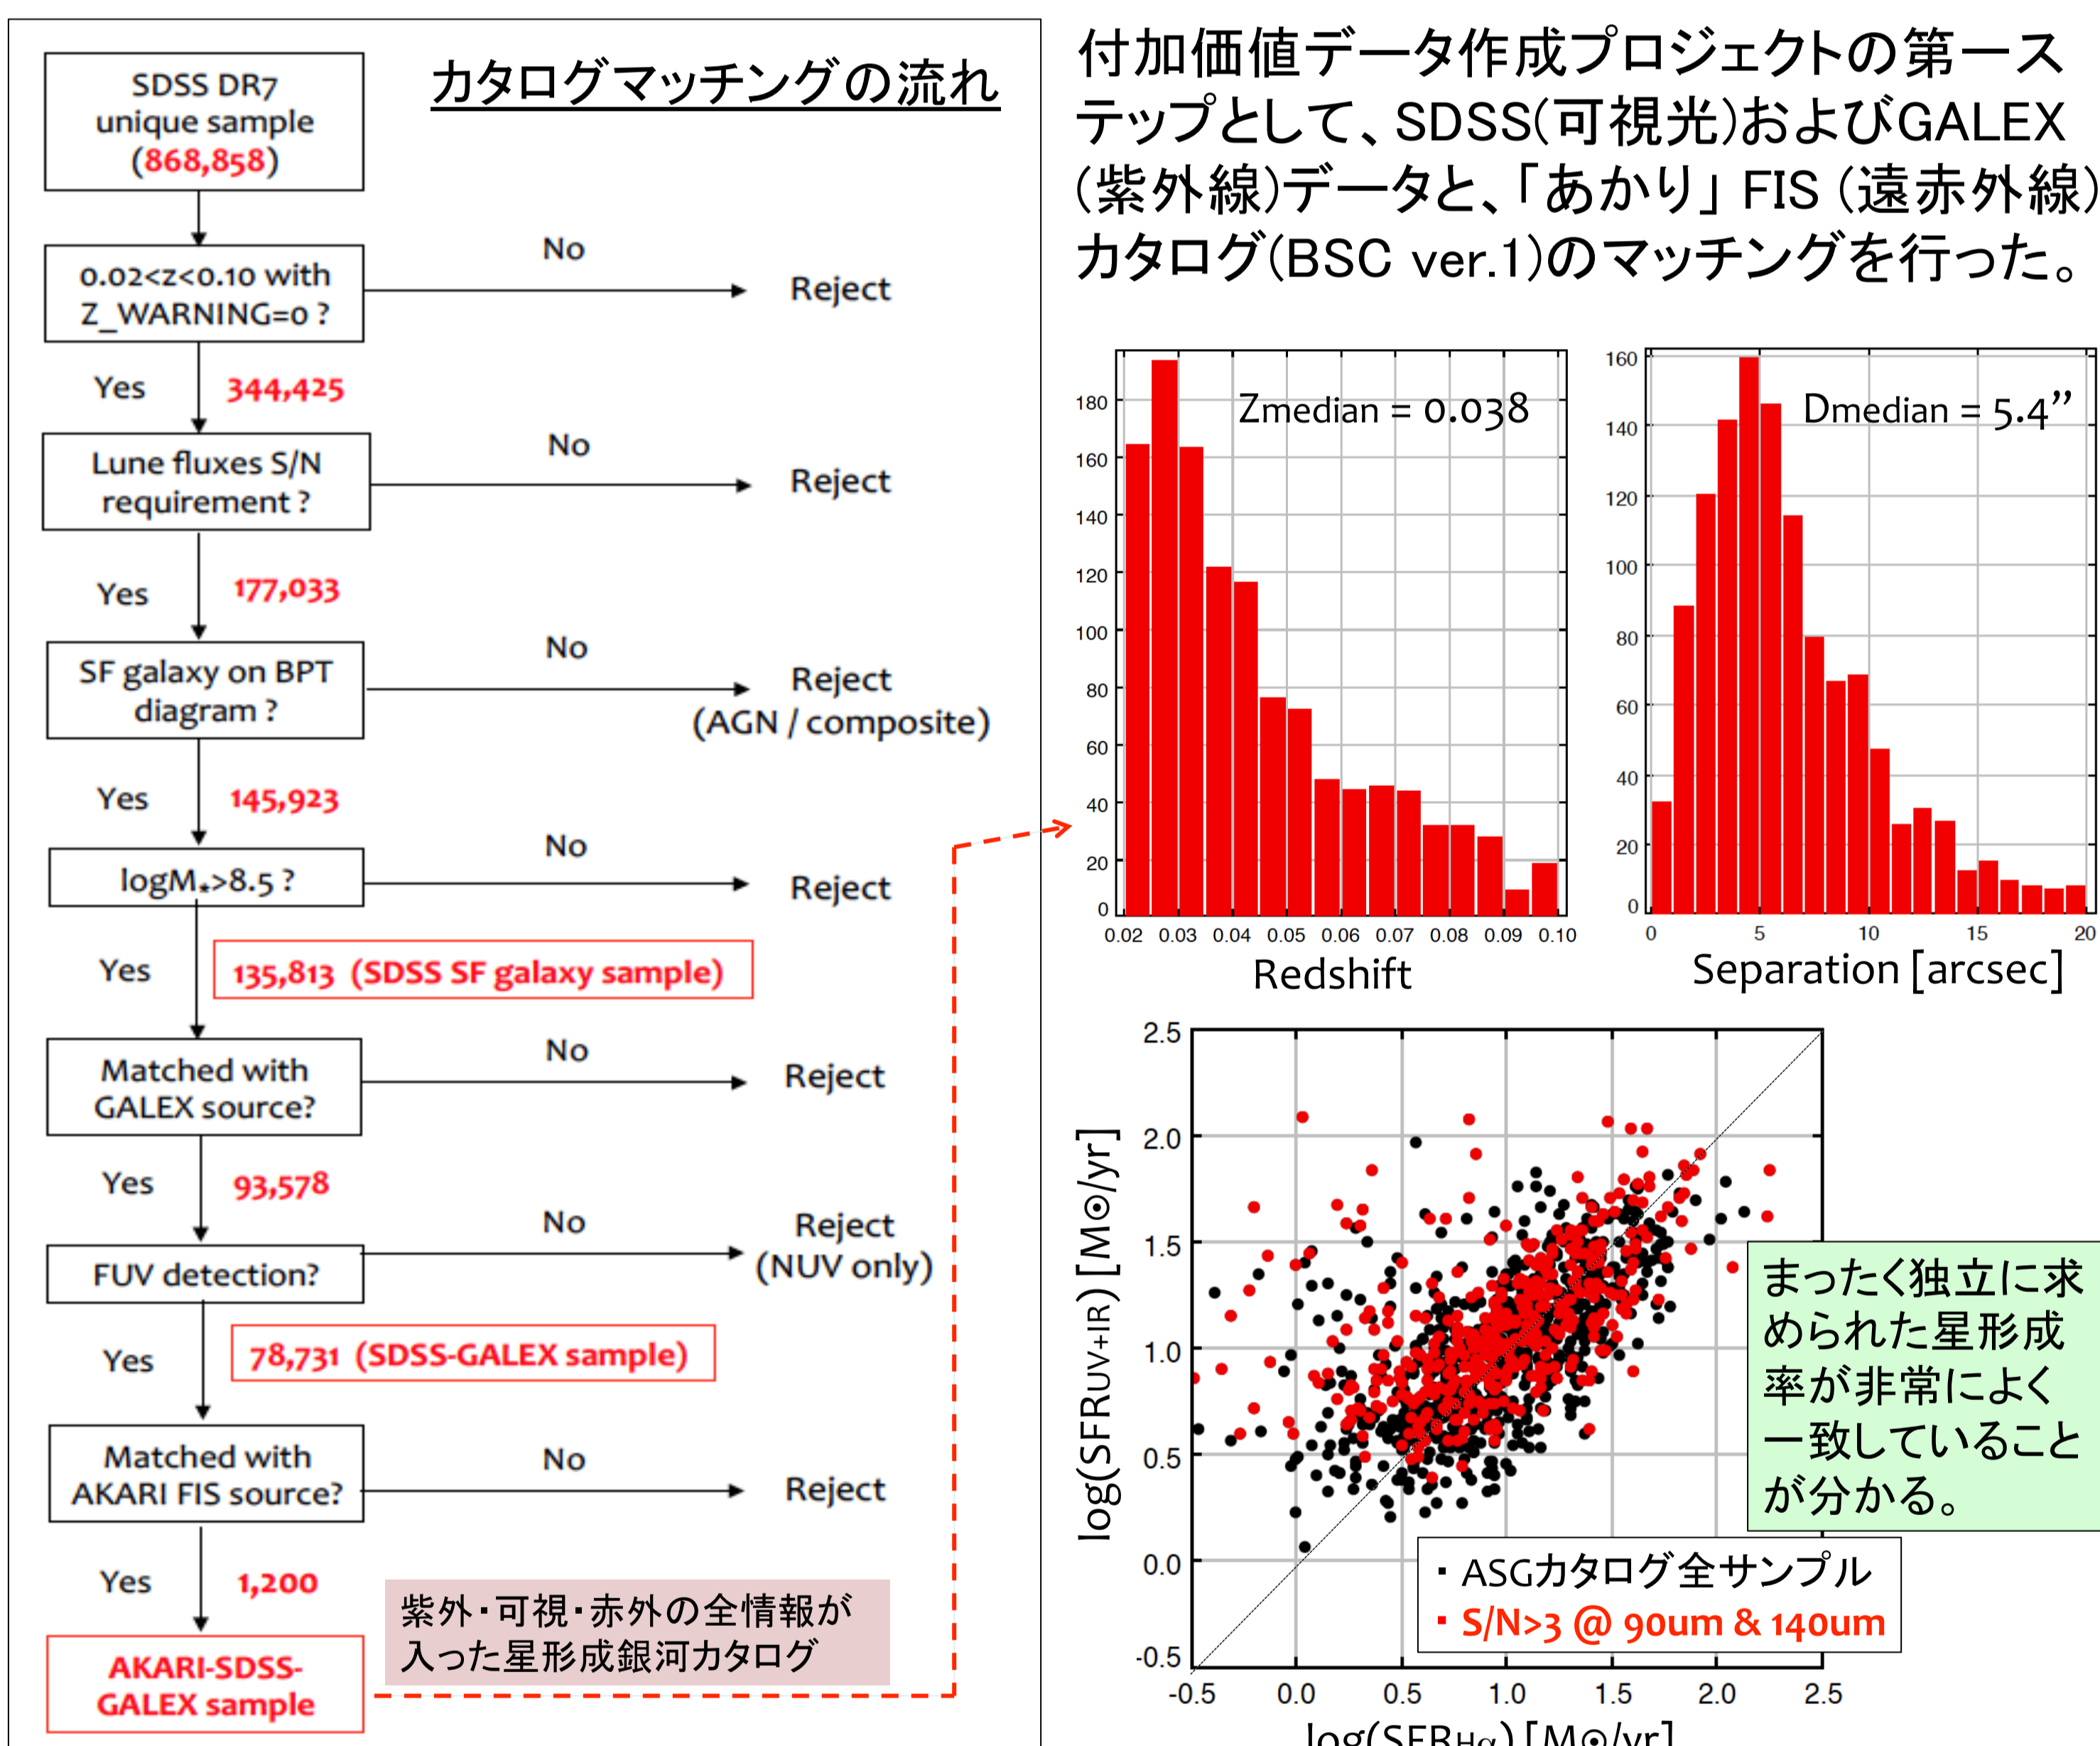 カタログマッチングの流れ
SDSS DR7
unique sample
(868,858)
No
0.02<z<0.10 with
Z_WARNING=0 ?
Reject
Yes
344,425
No
Lune fluxes S/N
requirement ?
Reject
Yes
177,033
No
SF galaxy on BPT
diagram ?
Reject
(AGN / composite)
Yes
145,923
No
logM*>8.5 ?
Reject
Yes
135,813 (SDSS SF galaxy sample)
No
Matched with
GALEX source?
Reject
Yes
93,578
No
FUV detection?
Reject
(NUV only)
Yes
78,731 (SDSS-GALEX sample)
No
Matched with
AKARI FIS source?
Reject
Yes
1,200
紫外・可視・赤外の全情報が
入った星形成銀河カタログ
AKARI-SDSS-
GALEX sample
付加価値データ作成プロジェクトの第一ス
テップとして、SDSS(可視光)およびGALEX
(紫外線)データと、「あかり」 FIS (遠赤外線)
カタログ(BSC ver.1)のマッチングを行った。
Zmedian = 0.038
180
160
140
120
100
80
60
40
20
0
0.02 0.03 0.04 0.05 0.06 0.07 0.08 0.09 0.10
Redshift
Dmedian = 5.4”
160
140
120
100
80
60
40
20
0
0 5 10 15 20
Separation [arcsec]
log(SFRUV+IR) [M⊙/yr]
2.5
2.0
1.5
1.0
0.5
0.0
-0.5
-0.5 0.0 0.5 1.0 1.5 2.0 2.5
log(SFRHα) [M⊙/yr]
まったく独立に求
められた星形成
率が非常によく
一致していること
が分かる。
・ASGカタログ全サンプル
・S/N>3 @ 90um & 140um